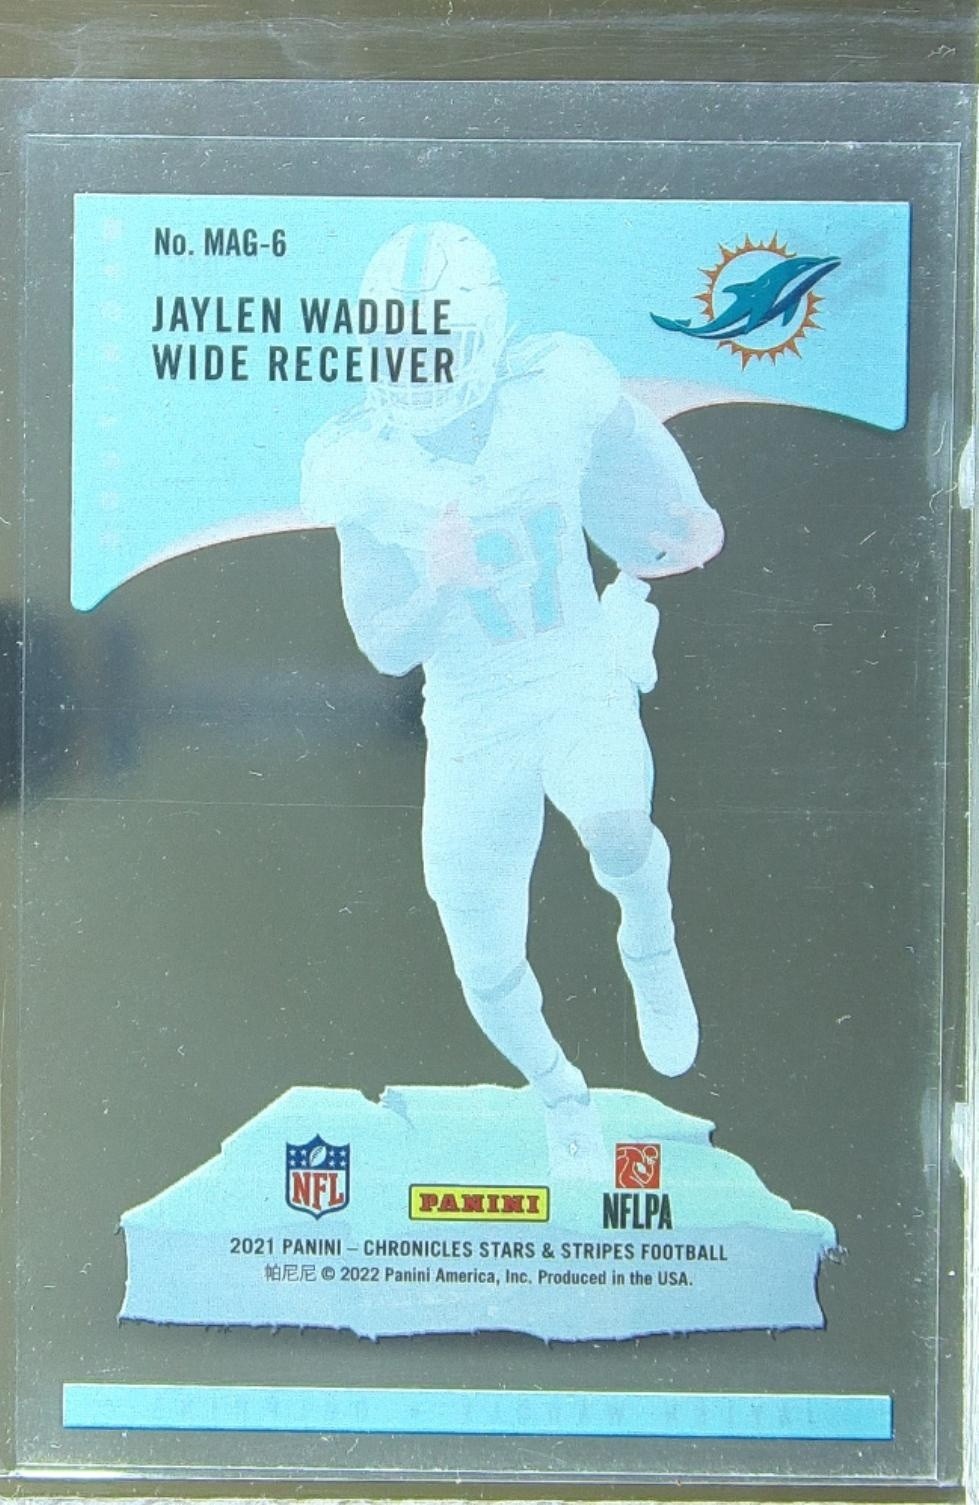 No. MAG-6
JAYLEN WADDLE
WIDE RECEIVER
NFL
PANINI
NFLPA
2021 PANINI – CHRONICLES STARS & STRIPES FOOTBALL
帕尼尼 © 2022 Panini America, Inc. Produced in the USA.